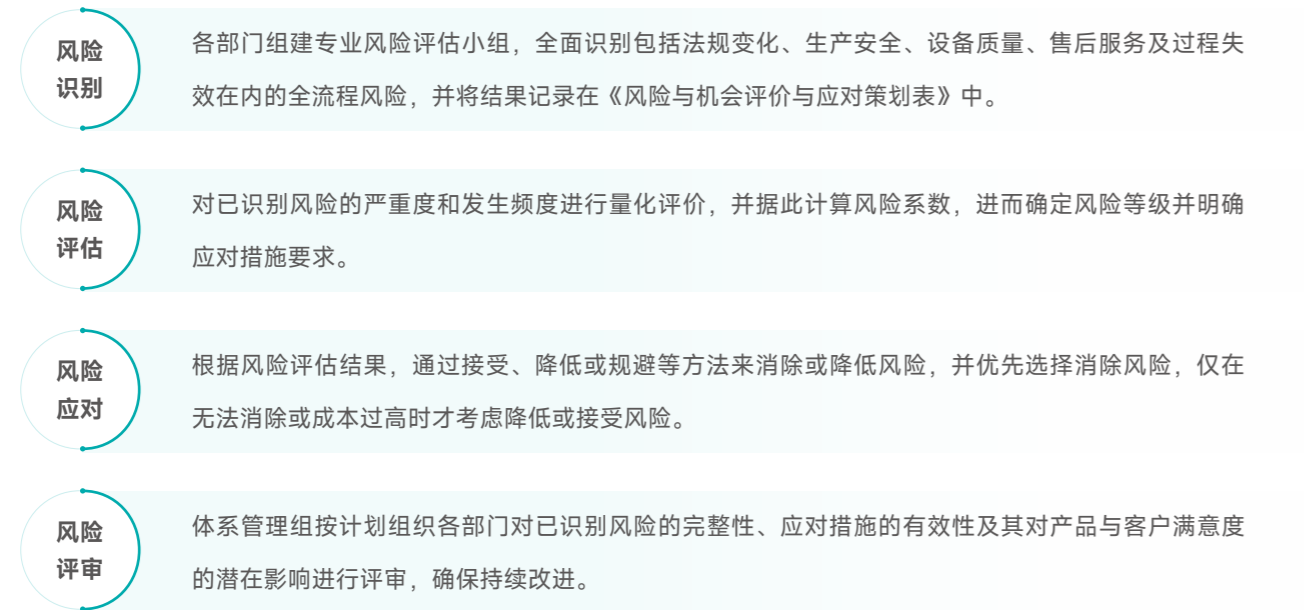 风险
识别
各部门组建专业风险评估小组，全面识别包括法规变化、生产安全、设备质量、售后服务及过程失
效在内的全流程风险，并将结果记录在《风险与机会评价与应对策划表》中。
风险
评估
对已识别风险的严重度和发生频度进行量化评价，并据此计算风险系数，进而确定风险等级并明确
应对措施要求。
风险
应对
根据风险评估结果，通过接受、降低或规避等方法来消除或降低风险，并优先选择消除风险，仅在
无法消除或成本过高时才考虑降低或接受风险。
风险
评审
体系管理组按计划组织各部门对已识别风险的完整性、应对措施的有效性及其对产品与客户满意度
的潜在影响进行评审，确保持续改进。